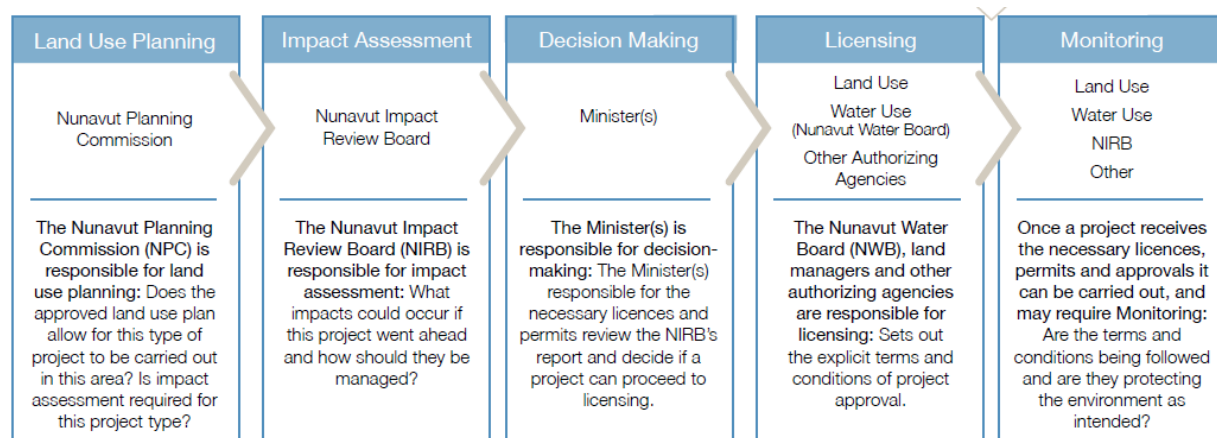 Land Use Planning
Nunavut Planning
Commission
The Nunavut Planning
Commission (NPC) is
responsible for land
use planning: Does the
approved land use plan
allow for this type of
project to be carried out
in this area? Is impact
assessment required for
this project type?
Impact Assessment
Nunavut Impact
Review Board
The Nunavut Impact
Review Board (NIRB) is
responsible for impact
assessment: What
impacts could occur if
this project went ahead
and how should they be
managed?
Decision Making
Minister(s)
The Minister(s) is
responsible for decision-
making: The Minister(s)
responsible for the
necessary licences and
permits review the NIRB's
report and decide if a
project can proceed to
licensing.
Licensing
Land Use
Water Use
(Nunavut Water Board)
Other Authorizing
Agencies
The Nunavut Water
Board (NWB), land
managers and other
authorizing agencies
are responsible for
licensing: Sets out
the explicit terms and
conditions of project
approval.
Monitoring
Land Use
Water Use
NIRB
Other
Once a project receives
the necessary licences,
permits and approvals it
can be carried out, and
may require Monitoring:
Are the terms and
conditions being followed
and are they protecting
the environment as
intended?